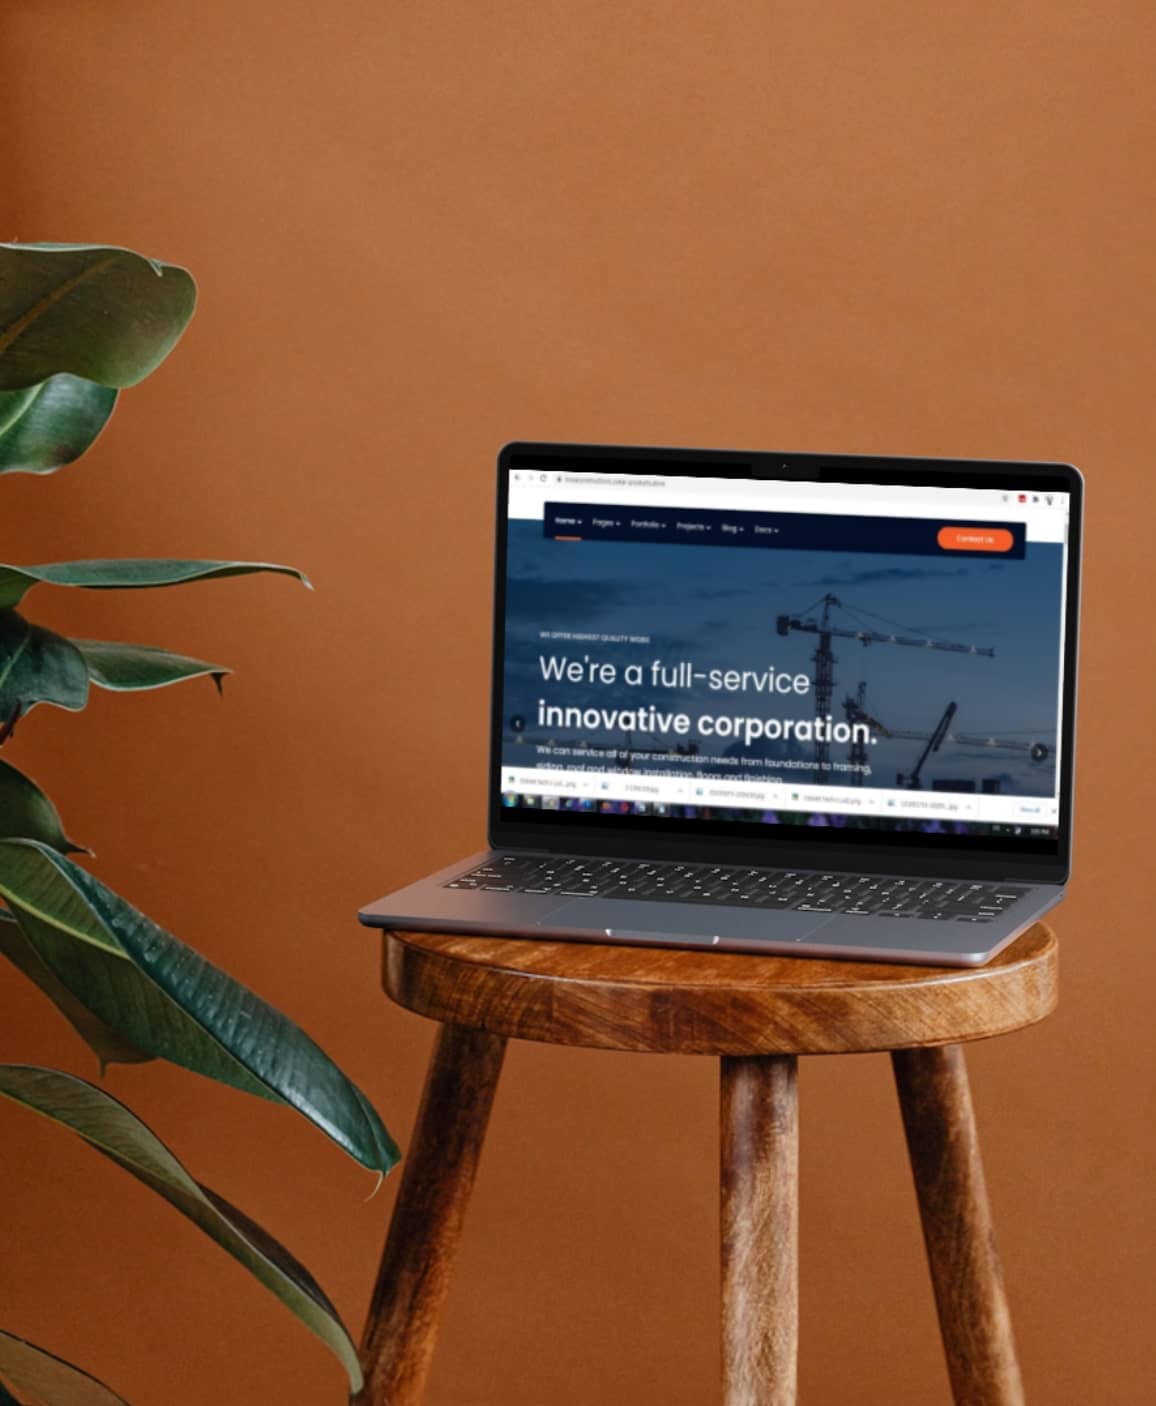 Home Pages Portfolio Projects Blog Docs Contact Us
WE OFFER HIGHEST QUALITY WORK
We're a full-service
innovative corporation.
We can service all of your construction needs from foundations to framing,
siding, roof and window installation, floors and finishing.